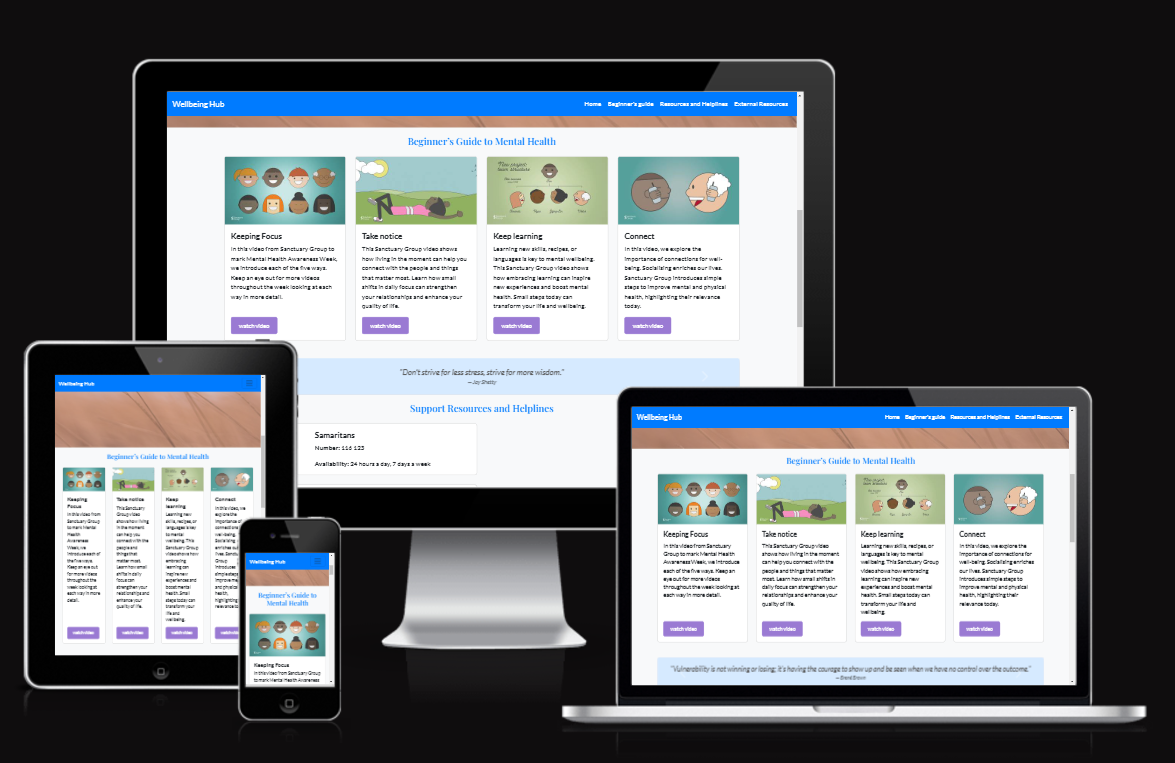 Wellbeing Hub
Home Beginner's guide Resources and Helplines External Resources
Beginner's Guide to Mental Health
Keeping Focus
In this video from Sanctuary Group to
mark Mental Health Awareness Week,
we introduce each of the five ways.
Keep an eye out for more videos
throughout the week looking at each
way in more detail.
watch video
Take notice
This Sanctuary Group video shows
how living in the moment can help you
connect with the people and things
that matter most. Learn how small
shifts in daily focus can strengthen
your relationships and enhance your
quality of life.
watch video
Keep learning
Learning new skills, recipes, or
languages is key to mental wellbeing.
This Sanctuary Group video shows
how embracing learning can inspire
new experiences and boost mental
health. Small steps today can
transform your life and wellbeing.
watch video
Connect
In this video, we explore the
importance of connections for well-
being. Socialising enriches our lives.
Sanctuary Group introduces simple
steps to improve mental and physical
health, highlighting their relevance
today.
watch video
"Don't strive for less stress, strive for more wisdom."
— Jay Shetty
Support Resources and Helplines
Samaritans
Number: 116 123
Availability: 24 hours a day, 7 days a week
Wellbeing Hub
Beginner's Guide to Mental Health
Keeping
Focus
In this video from
Sanctuary Group
to mark Mental
Health
Awareness
Week, we
introduce each of
the five ways.
Keep an eye out
for more videos
throughout the
week looking at
each way in more
detail.
watch video
Take notice
This Sanctuary
Group video
shows how living
in the moment
can help you
connect with the
people and
things that
matter most.
Learn how small
shifts in daily
focus can
strengthen your
relationships and
enhance your
quality of life.
watch video
Keep
learning
Learning new
skills, recipes, or
languages is key
to mental
wellbeing. This
Sanctuary Group
video shows how
embracing
learning can
inspire new
experiences and
boost mental
health. Small
steps today can
transform your
life and
wellbeing.
watch video
Connect
In this video, we
explore the
importance of
Wellbeing Hub
Beginner's Guide to
Mental Health
Keeping Focus
In this video from Sanctuary Group
to mark Mental Health Awareness
Wellbeing Hub
Home Beginner's guide Resources and Helplines External Resources
Beginner's Guide to Mental Health
Keeping Focus
In this video from Sanctuary
Group to mark Mental Health
Awareness Week, we introduce
each of the five ways. Keep an
eye out for more videos
throughout the week looking at
each way in more detail.
watch video
Take notice
This Sanctuary Group video
shows how living in the moment
can help you connect with the
people and things that matter
most. Learn how small shifts in
daily focus can strengthen your
relationships and enhance your
quality of life.
watch video
Keep learning
Learning new skills, recipes, or
languages is key to mental
wellbeing. This Sanctuary Group
video shows how embracing
learning can inspire new
experiences and boost mental
health. Small steps today can
transform your life and
wellbeing.
watch video
Connect
In this video, we explore the
importance of connections for
well-being. Socialising enriches
our lives. Sanctuary Group
introduces simple steps to
improve mental and physical
health, highlighting their
relevance today.
watch video
"Vulnerability is not winning or losing; it's having the courage to show up and be seen when we have no control over the outcome."
— Brené Brown